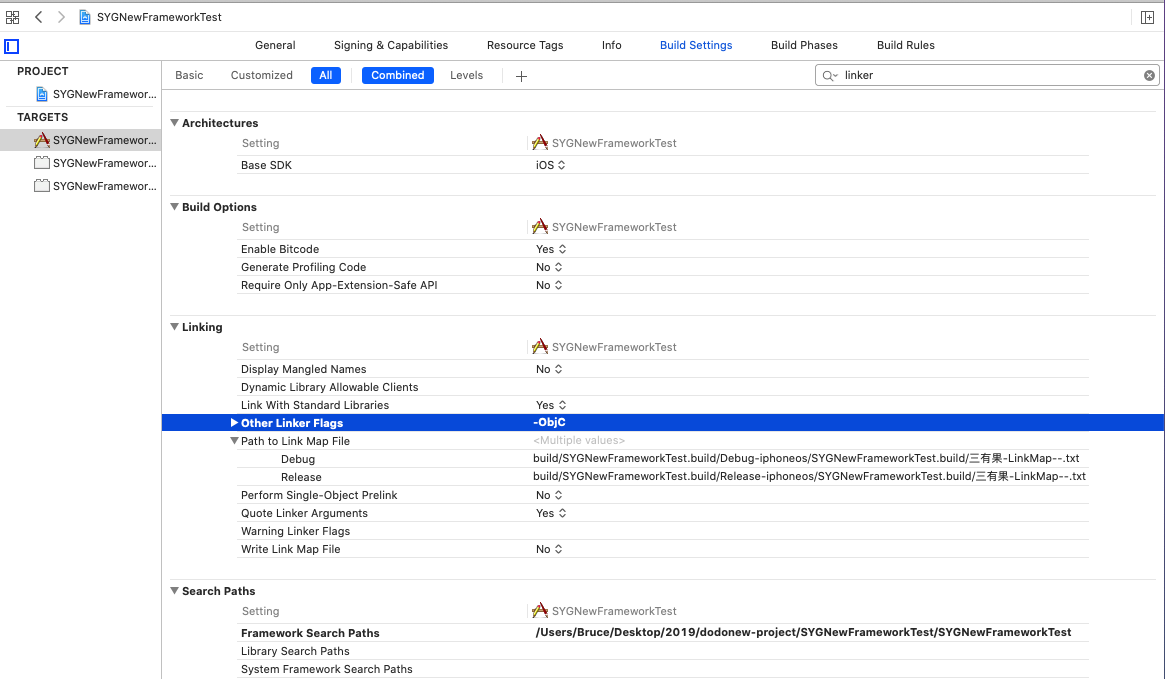 SYGNewFrameworkTest
General Signing & Capabilities Resource Tags Info Build Settings Build Phases Build Rules
PROJECT
SYGNewFramewor...
TARGETS
SYGNewFramewor...
SYGNewFramewor...
SYGNewFramewor...
Basic Customized All Combined Levels linker
Architectures
Setting SYGNewFrameworkTest
Base SDK iOS
Build Options
Setting SYGNewFrameworkTest
Enable Bitcode Yes
Generate Profiling Code No
Require Only App-Extension-Safe API No
Linking
Setting SYGNewFrameworkTest
Display Mangled Names No
Dynamic Library Allowable Clients
Link With Standard Libraries Yes
Other Linker Flags -ObjC
Path to Link Map File <Multiple values>
Debug build/SYGNewFrameworkTest.build/Debug-iphoneos/SYGNewFrameworkTest.build/三有果-LinkMap--.txt
Release build/SYGNewFrameworkTest.build/Release-iphoneos/SYGNewFrameworkTest.build/三有果-LinkMap--.txt
Perform Single-Object Prelink No
Quote Linker Arguments Yes
Warning Linker Flags
Write Link Map File No
Search Paths
Setting SYGNewFrameworkTest
Framework Search Paths /Users/Bruce/Desktop/2019/dodonew-project/SYGNewFrameworkTest/SYGNewFrameworkTest
Library Search Paths
System Framework Search Paths